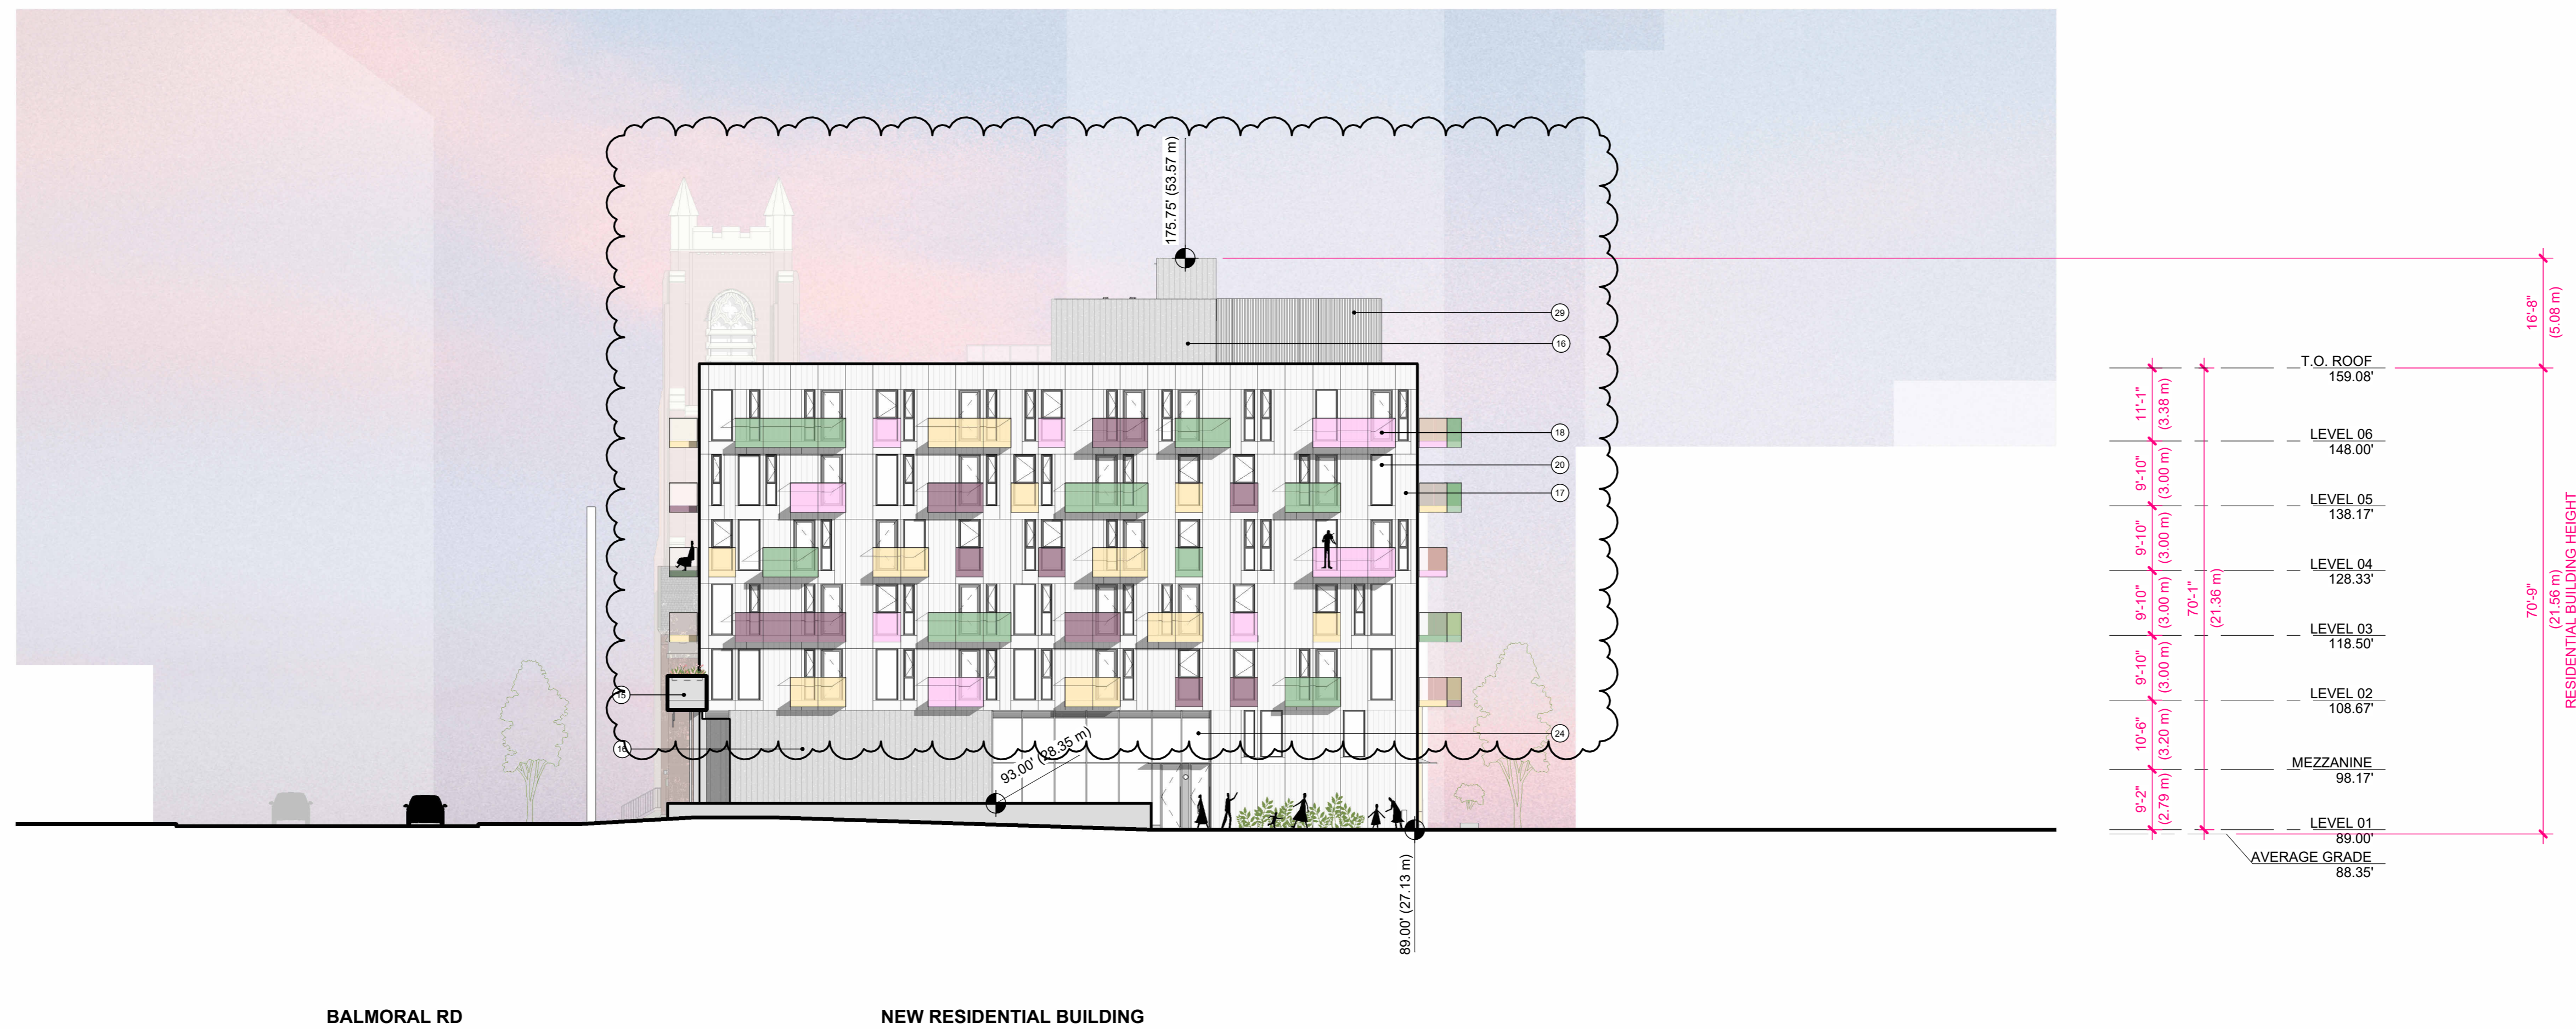 175.75' (53.57 m)
29
16
18
20
17
15
16
24
93.00' (28.35 m)
89.00' (27.13 m)
16'-8"
(5.08 m)
T.O. ROOF
159.08'
11'-1"
(3.38 m)
LEVEL 06
148.00'
9'-10"
(3.00 m)
LEVEL 05
138.17'
9'-10"
(3.00 m)
LEVEL 04
128.33'
9'-10"
(3.00 m)
LEVEL 03
118.50'
9'-10"
(3.00 m)
LEVEL 02
108.67'
10'-6"
(3.20 m)
MEZZANINE
98.17'
9'-2"
(2.79 m)
LEVEL 01
89.00'
AVERAGE GRADE
88.35'
70'-1"
(21.36 m)
70'-9"
(21.56 m)
RESIDENTIAL BUILDING HEIGHT
BALMORAL RD
NEW RESIDENTIAL BUILDING